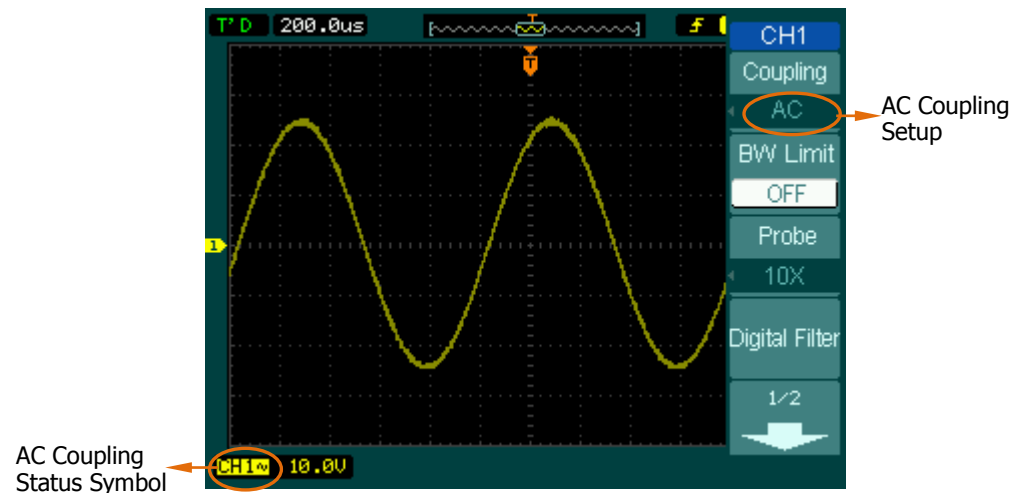 T'D 200.0us
T
T
CH1
Coupling
AC
AC Coupling
Setup
BW Limit
OFF
1
Probe
10X
Digital Filter
1/2
AC Coupling
Status Symbol
CH1~ 10.0V